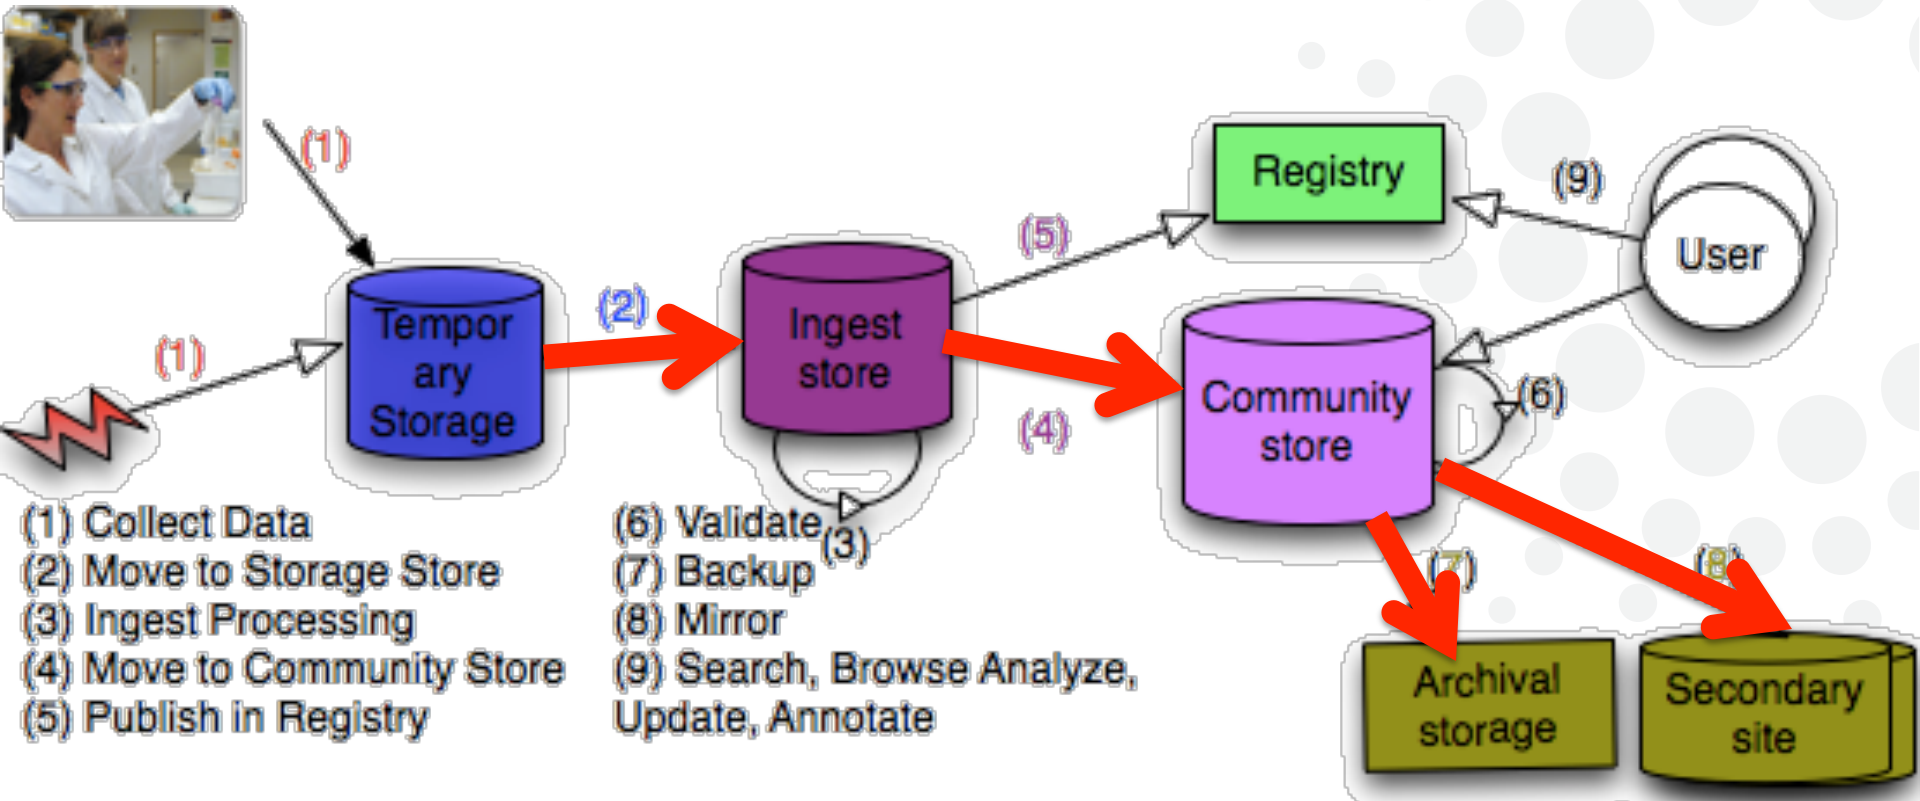 (1)
Registry
(9)
User
(5)
(2)
Tempor
ary
Storage
Ingest
store
(1)
Community
store
(6)
(4)
(3)
(7)
(8)
(1) Collect Data
(2) Move to Storage Store
(3) Ingest Processing
(4) Move to Community Store
(5) Publish in Registry
(6) Validate
(7) Backup
(8) Mirror
(9) Search, Browse Analyze,
Update, Annotate
Archival
storage
Secondary
site